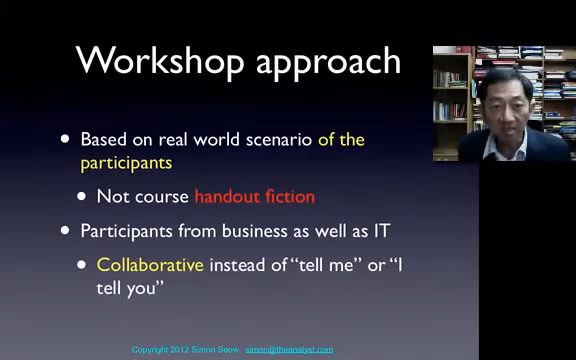 Workshop approach
Based on real world scenario of the
participants
Not course handout fiction
Participants from business as well as IT
Collaborative instead of “tell me” or “I
tell you”
Copyright 2012 Simon Seow, simon@theanalyst.com